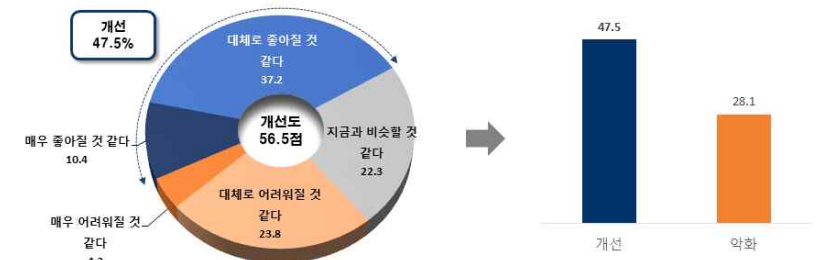 개선
47.5%
대체로 좋아질 것
같다
37.2
개선도
56.5점
지금과 비슷할 것
같다
22.3
매우 좋아질 것 같다
10.4
대체로 어려워질 것
같다
23.8
매우 어려워질 것
같다
47.5
28.1
개선
악화